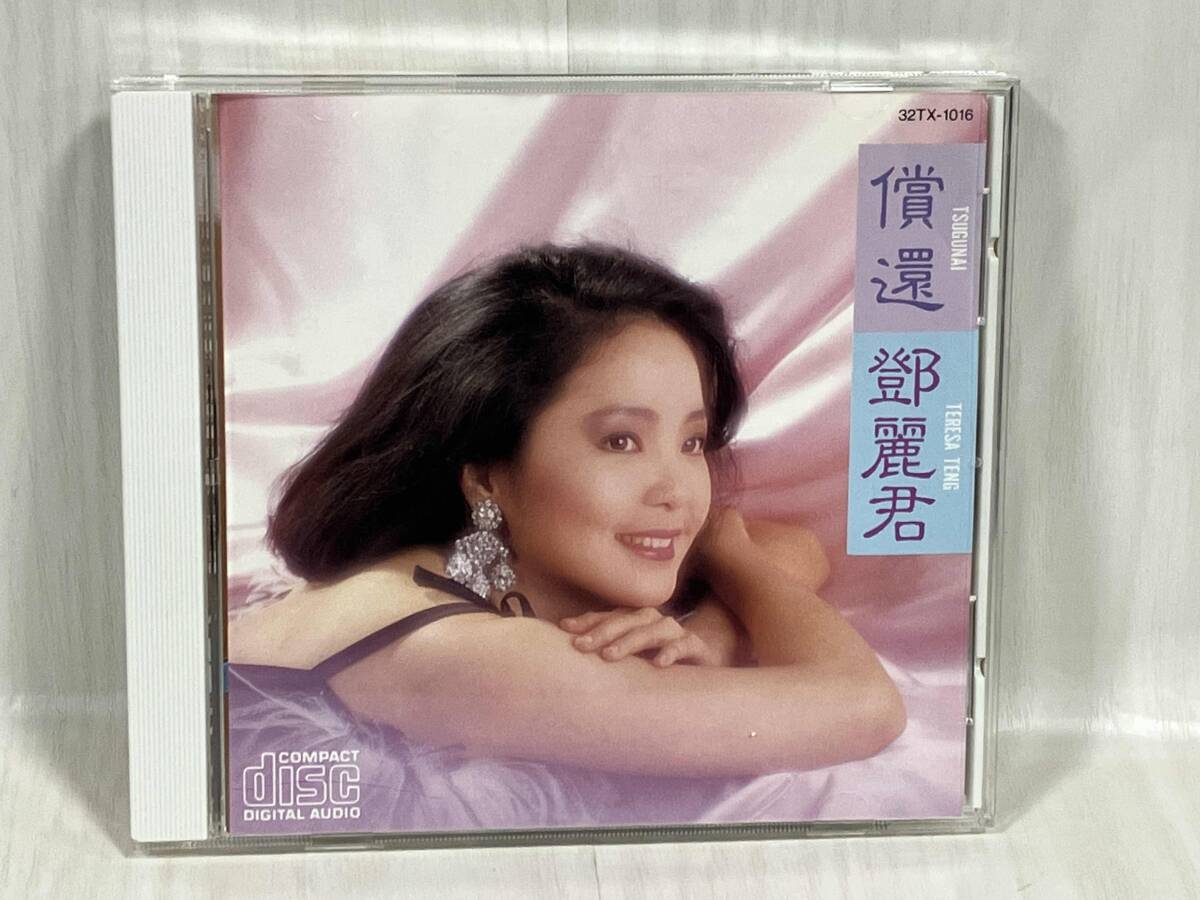 32TX-1016
償還
TSUGUNAI
鄧麗君
TERESA TENG
COMPACT
disc
DIGITAL AUDIO